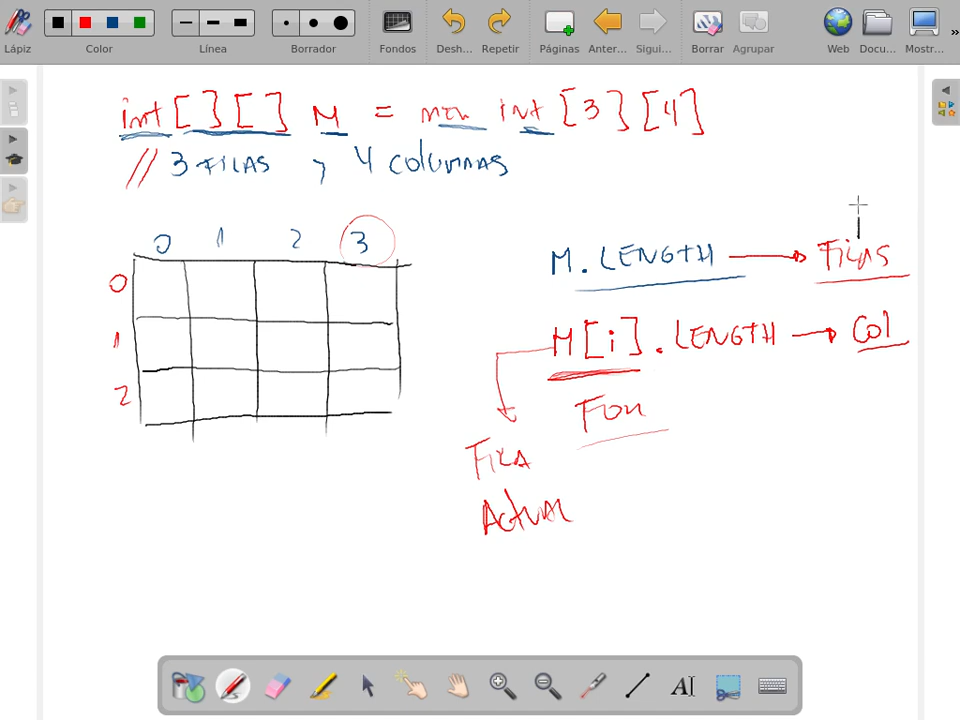 Lápiz Color Línea Borrador Fondos Desh... Repetir Páginas Anter... Sigui... Borrar Agrupar Web Docu... Mostr...
int [ ] [ ] M = new int [3] [4]
// 3 FILAS y 4 columnas
0 1 2 3
0
1
2
M. LENGTH → FILAS
M[i] . LENGTH → Col
FOR
FILA
ACTUAL